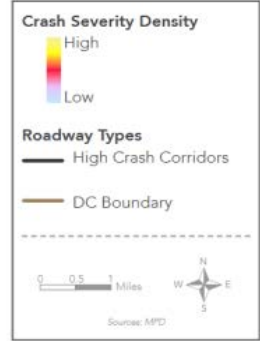 Crash Severity Density
High
Low
Roadway Types
High Crash Corridors
DC Boundary
N
0 0.5 1 Miles W E
S
Sources: MPD